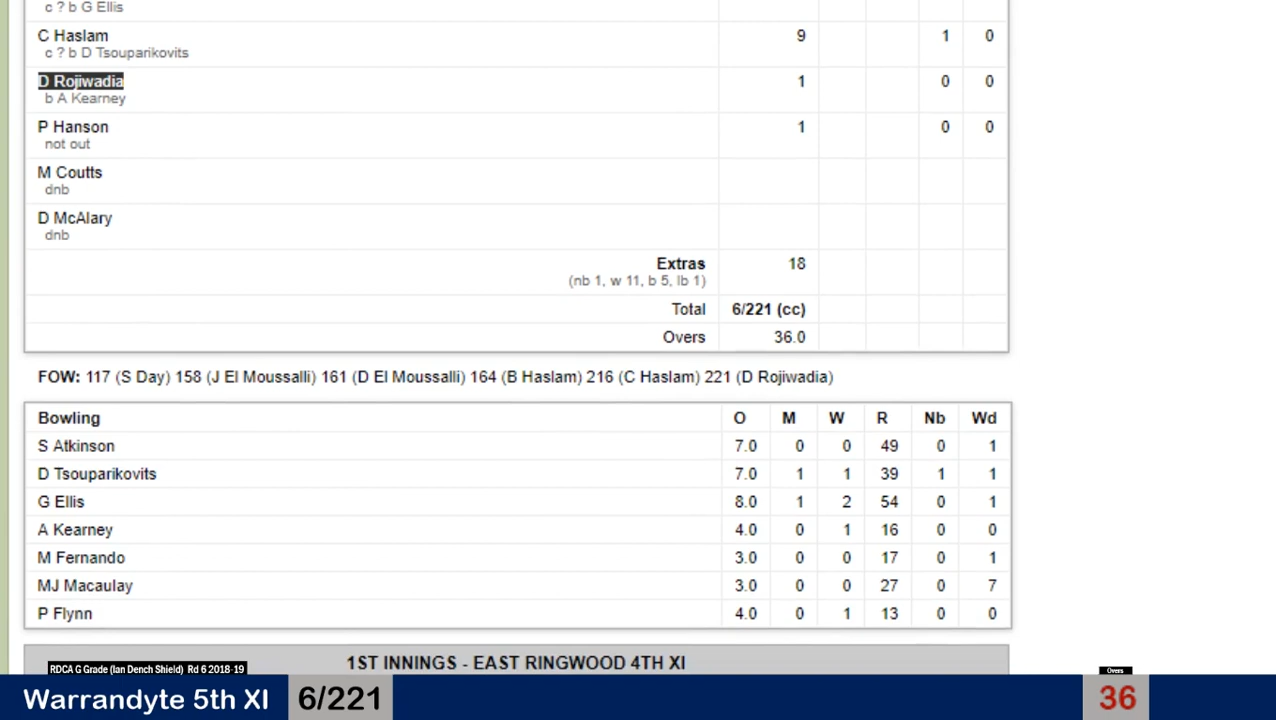 c ? b G Ellis
C Haslam 9 1 0
c ? b D Tsouparikovits
D Rojiwadia 1 0 0
b A Kearney
P Hanson 1 0 0
not out
M Coutts
dnb
D McAlary
dnb
Extras 18
(nb 1, w 11, b 5, lb 1)
Total 6/221 (cc)
Overs 36.0
FOW: 117 (S Day) 158 (J El Moussalli) 161 (D El Moussalli) 164 (B Haslam) 216 (C Haslam) 221 (D Rojiwadia)
Bowling O M W R Nb Wd
S Atkinson 7.0 0 0 49 0 1
D Tsouparikovits 7.0 1 1 39 1 1
G Ellis 8.0 1 2 54 0 1
A Kearney 4.0 0 1 16 0 0
M Fernando 3.0 0 0 17 0 1
MJ Macaulay 3.0 0 0 27 0 7
P Flynn 4.0 0 1 13 0 0
1ST INNINGS - EAST RINGWOOD 4TH XI
RDCA G Grade (Ian Dench Shield) Rd 6 2018-19
Overs
Warrandyte 5th XI 6/221 36